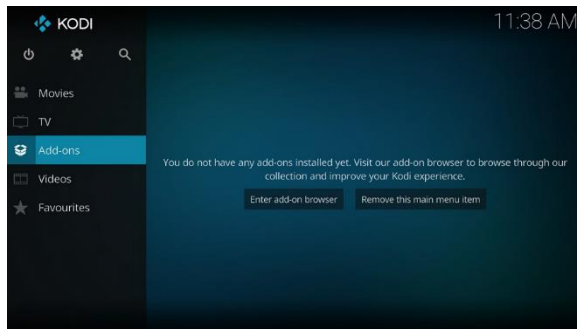 KODI
11:38 AM
Movies
TV
Add-ons
Videos
Favourites
You do not have any add-ons installed yet. Visit our add-on browser to browse through our
collection and improve your Kodi experience.
Enter add-on browser
Remove this main menu item